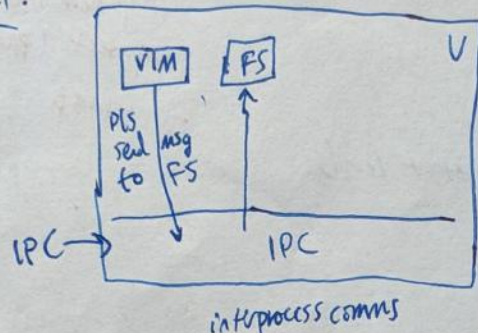 VIM
FS
U
pls
send msg
to FS
IPC
IPC
interprocess comms